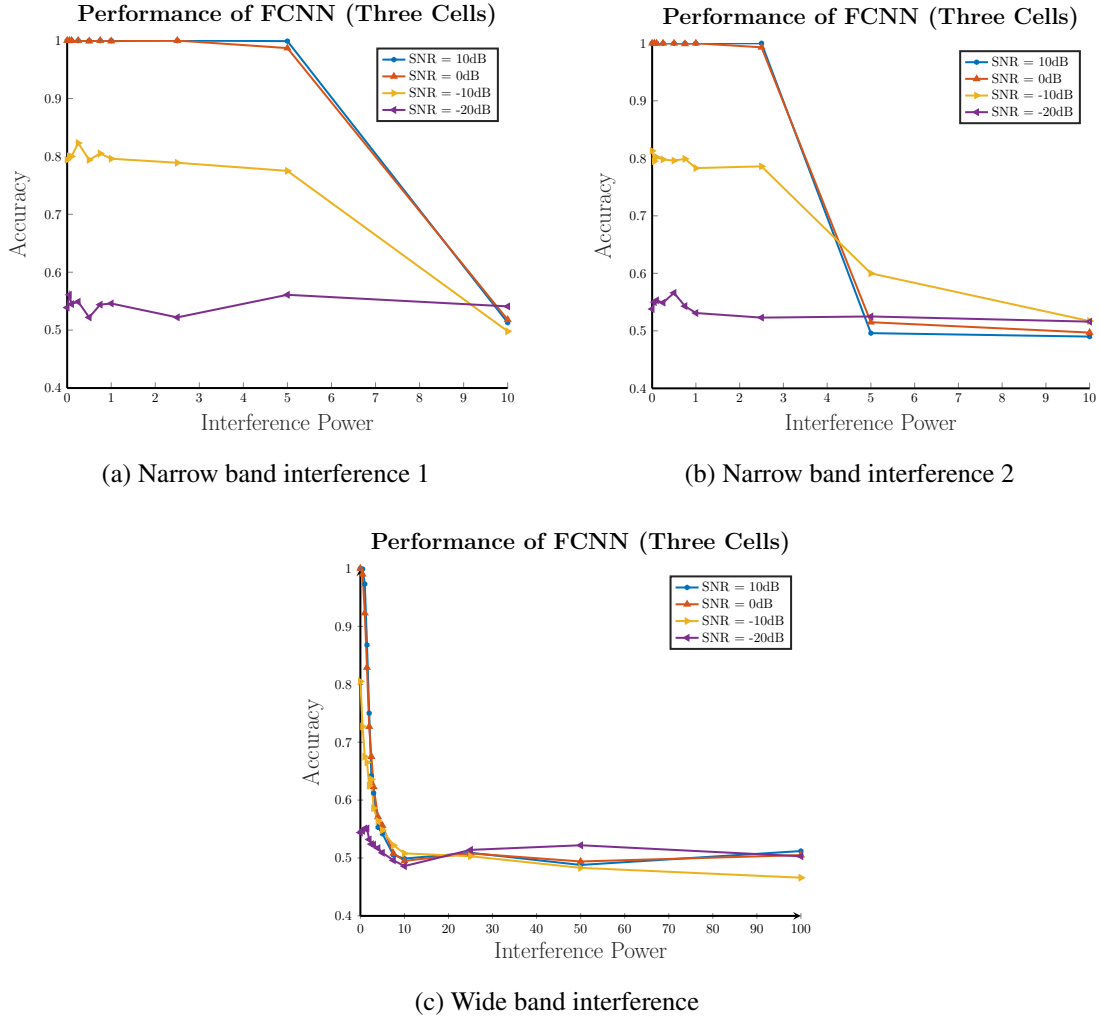 Performance of FCNN (Three Cells)
1
0.9
0.8
0.7
0.6
0.5
0.4
Accuracy
SNR = 10dB
SNR = 0dB
SNR = -10dB
SNR = -20dB
0 1 2 3 4 5 6 7 8 9 10
Interference Power
(a) Narrow band interference 1
Performance of FCNN (Three Cells)
1
0.9
0.8
0.7
0.6
0.5
0.4
Accuracy
SNR = 10dB
SNR = 0dB
SNR = -10dB
SNR = -20dB
0 1 2 3 4 5 6 7 8 9 10
Interference Power
(b) Narrow band interference 2
Performance of FCNN (Three Cells)
1
0.9
0.8
0.7
0.6
0.5
0.4
Accuracy
SNR = 10dB
SNR = 0dB
SNR = -10dB
SNR = -20dB
0 10 20 30 40 50 60 70 80 90 100
Interference Power
(c) Wide band interference